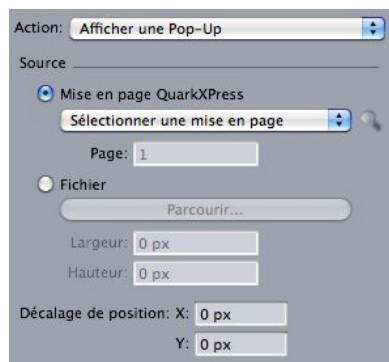 Action: Afficher une Pop-Up
Source
Mise en page QuarkXPress
Sélectionner une mise en page
Page: 1
Fichier
Parcourir...
Largeur: 0 px
Hauteur: 0 px
Décalage de position: X: 0 px
Y: 0 px